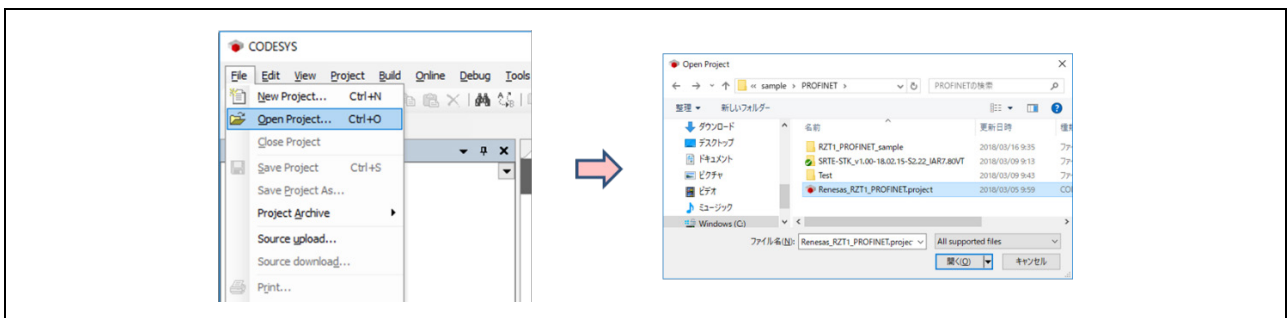 CODESYS
File Edit View Project Build Online Debug Tools
New Project... Ctrl+N
Open Project... Ctrl+O
Close Project
Save Project Ctrl+S
Save Project As...
Project Archive
Source upload...
Source download...
Print...
Open Project
« sample > PROFINET >
PROFINETの検索
整理 新しいフォルダー
名前 更新日時
ダウンロード
デスクトップ
ドキュメント
ピクチャ
ビデオ
ミュージック
Windows (C:)
RZT1_PROFINET_sample 2018/03/16 9:35
SRTE-STK_v1.00-18.02.15-S2.22_IAR7.80VT 2018/03/09 9:13
Test 2018/03/09 9:43
Renesas_RZT1_PROFINET.project 2018/03/05 9:59
ファイル名(N): Renesas_RZT1_PROFINET.projec All supported files
開く(O) キャンセル